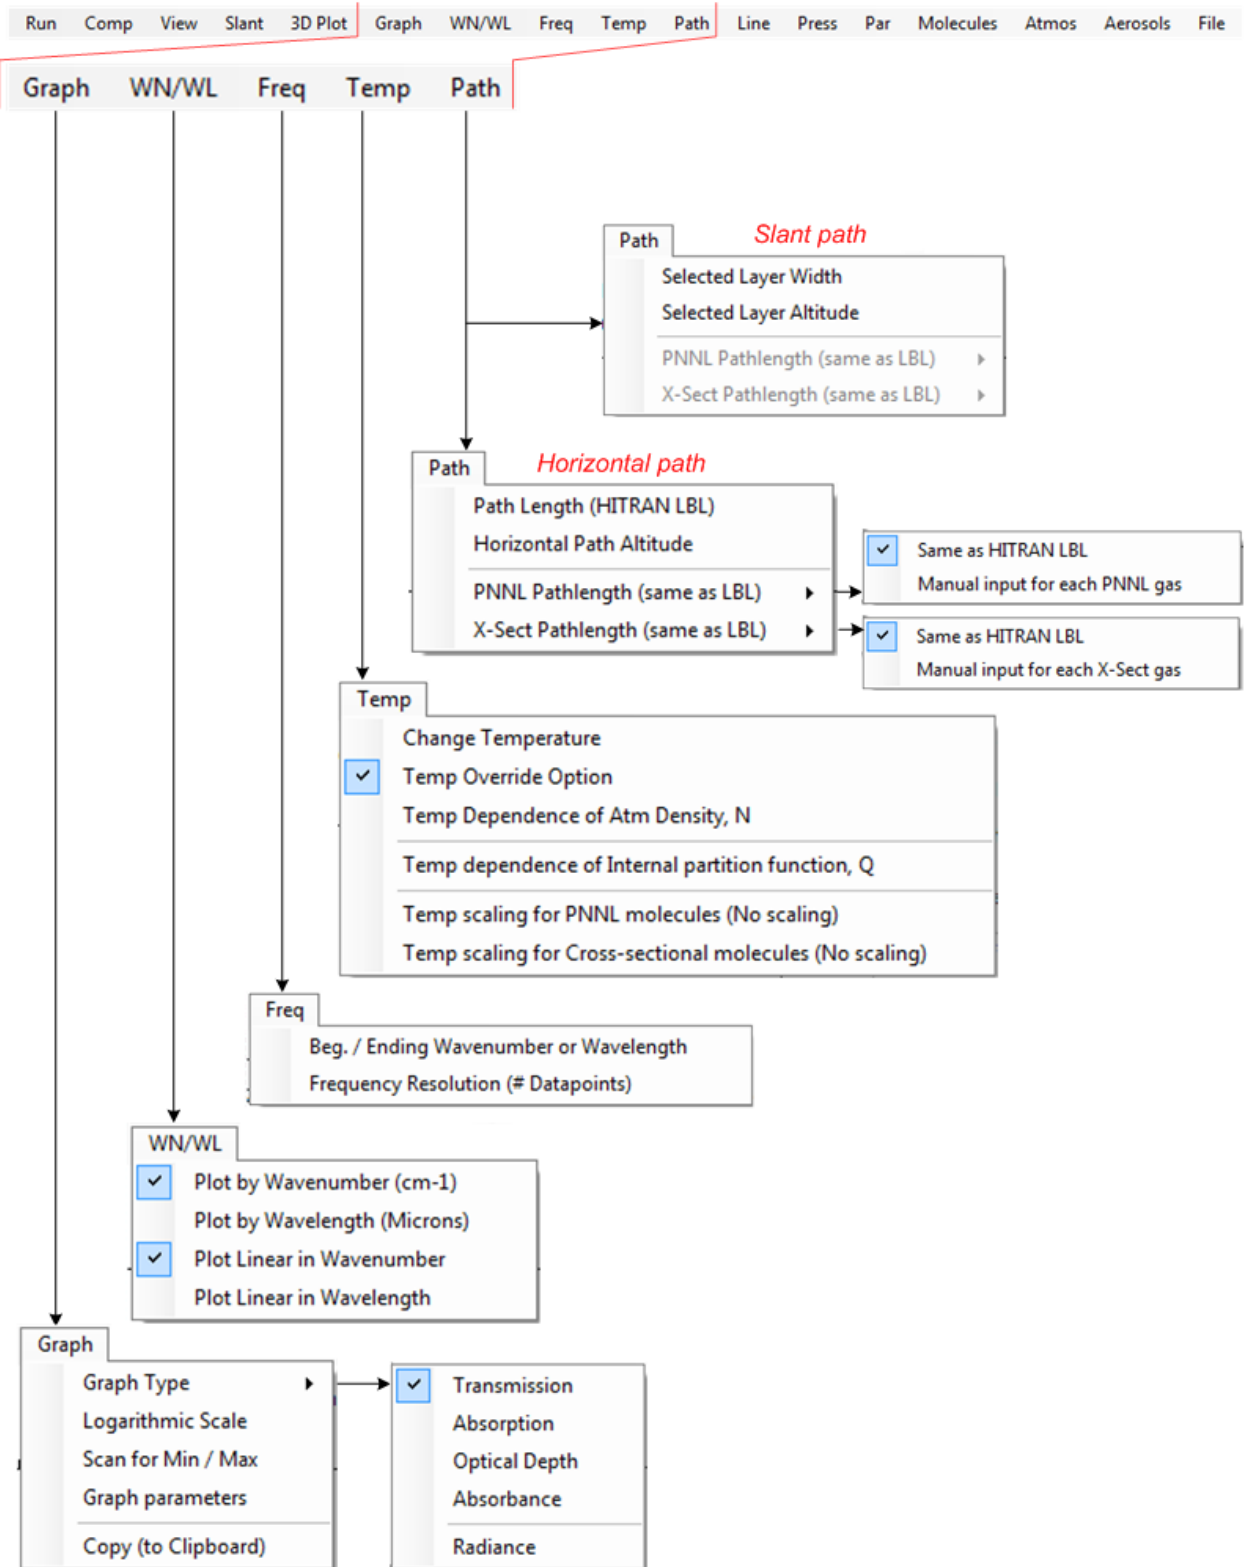 Run Comp View Slant 3D Plot Graph WN/WL Freq Temp Path Line Press Par Molecules Atmos Aerosols File
Graph WN/WL Freq Temp Path
Slant path
Path
Selected Layer Width
Selected Layer Altitude
PNNL Pathlength (same as LBL)
X-Sect Pathlength (same as LBL)
Horizontal path
Path
Path Length (HITRAN LBL)
Horizontal Path Altitude
PNNL Pathlength (same as LBL)
X-Sect Pathlength (same as LBL)
Same as HITRAN LBL
Manual input for each PNNL gas
Same as HITRAN LBL
Manual input for each X-Sect gas
Temp
Change Temperature
Temp Override Option
Temp Dependence of Atm Density, N
Temp dependence of Internal partition function, Q
Temp scaling for PNNL molecules (No scaling)
Temp scaling for Cross-sectional molecules (No scaling)
Freq
Beg. / Ending Wavenumber or Wavelength
Frequency Resolution (# Datapoints)
WN/WL
Plot by Wavenumber (cm-1)
Plot by Wavelength (Microns)
Plot Linear in Wavenumber
Plot Linear in Wavelength
Graph
Graph Type
Logarithmic Scale
Scan for Min / Max
Graph parameters
Copy (to Clipboard)
Transmission
Absorption
Optical Depth
Absorbance
Radiance